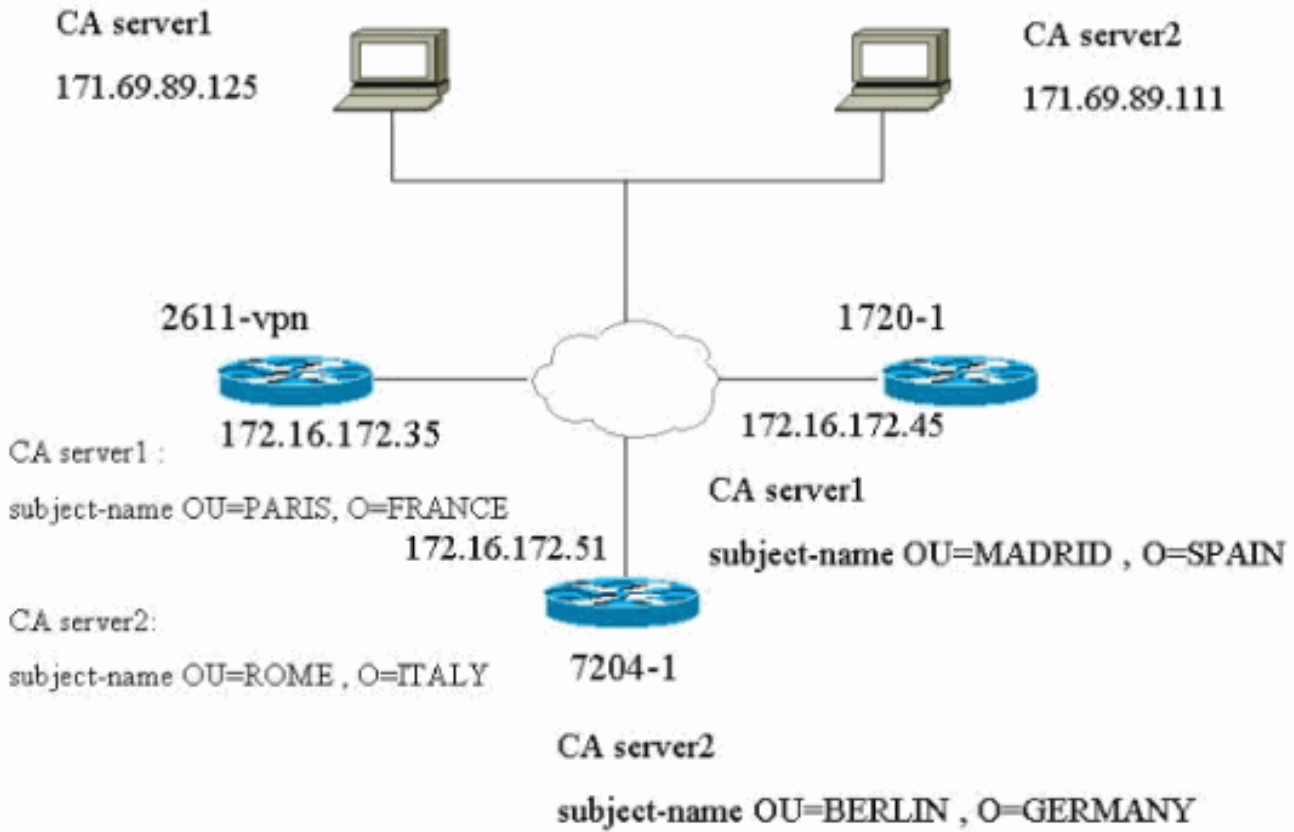 CA server1
171.69.89.125
CA server2
171.69.89.111
2611-vpn
1720-1
172.16.172.35
172.16.172.45
CA server1 :
subject-name OU=PARIS, O=FRANCE
CA server1
subject-name OU=MADRID , O=SPAIN
172.16.172.51
CA server2:
subject-name OU=ROME , O=ITALY
7204-1
CA server2
subject-name OU=BERLIN , O=GERMANY